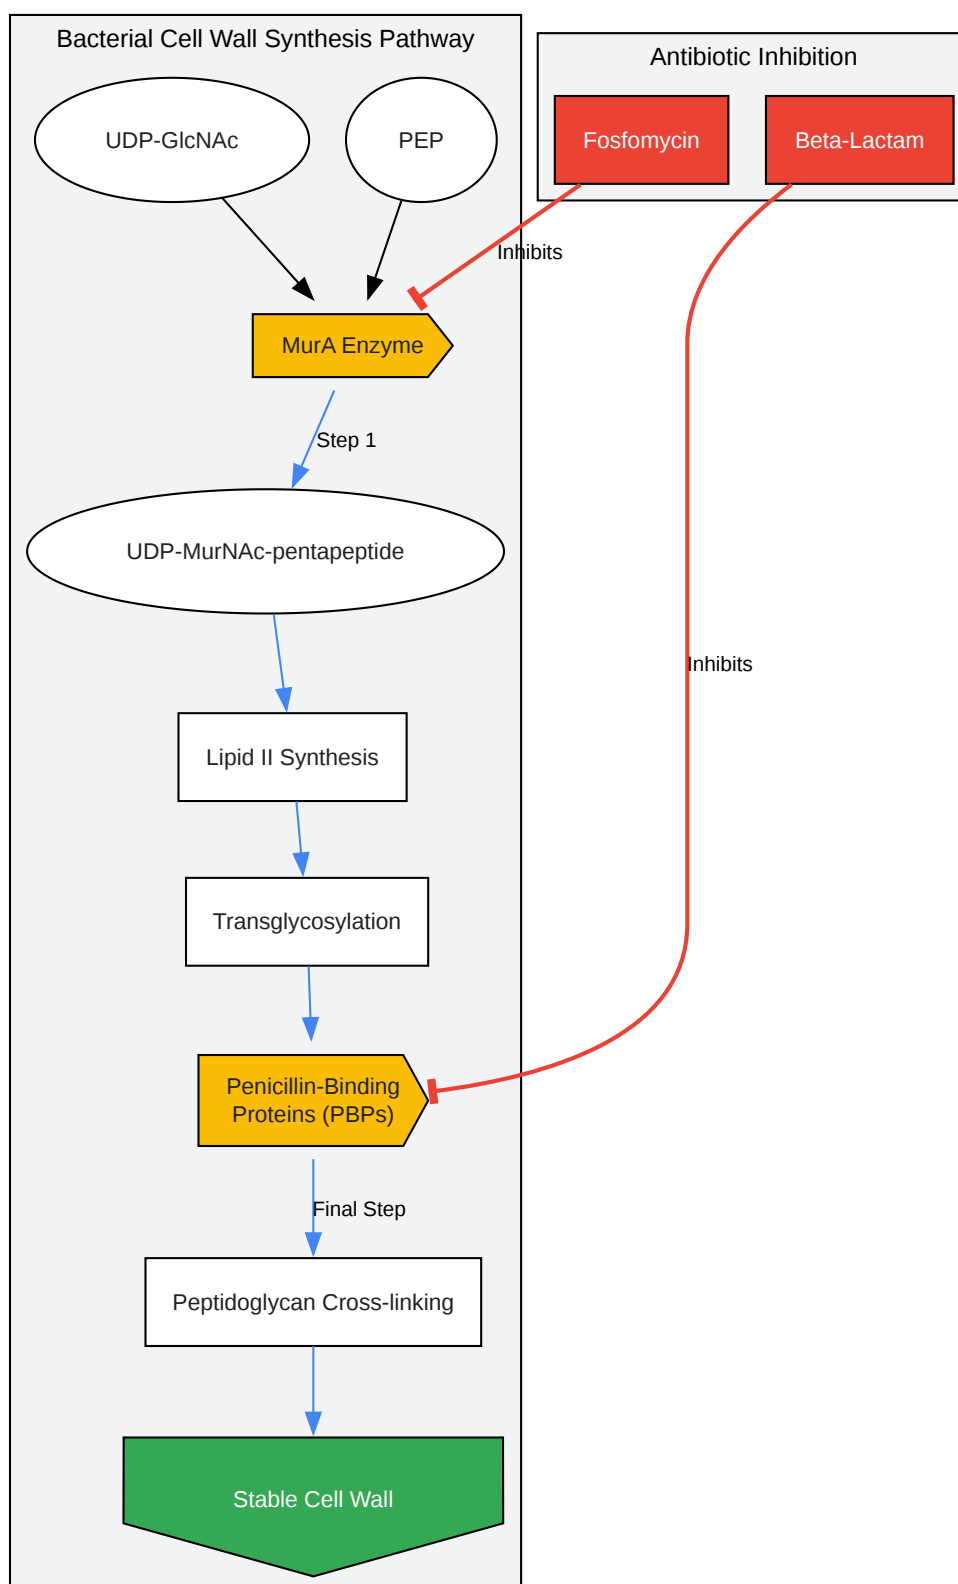 Bacterial Cell Wall Synthesis Pathway
Antibiotic Inhibition
UDP-GlcNAc
PEP
Fosfomycin
Beta-Lactam
Inhibits
MurA Enzyme
Step 1
UDP-MurNAc-pentapeptide
Inhibits
Lipid II Synthesis
Transglycosylation
Penicillin-Binding
Proteins (PBPs)
Final Step
Peptidoglycan Cross-linking
Stable Cell Wall